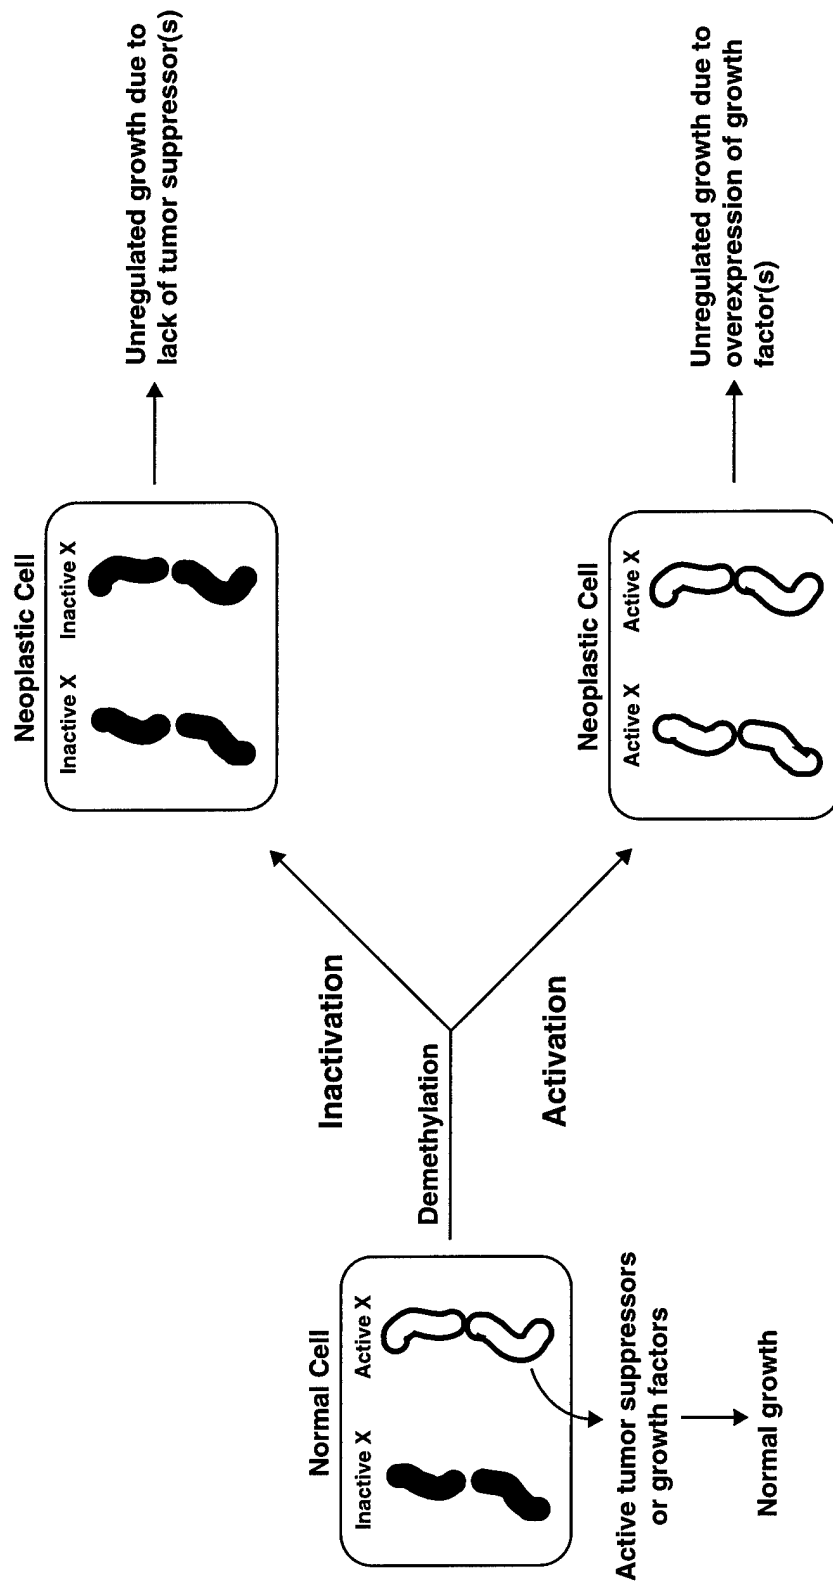 Normal Cell
Inactive X
Active X
Active tumor suppressors
or growth factors
Normal growth
Demethylation
Inactivation
Activation
Neoplastic Cell
Inactive X
Inactive X
Unregulated growth due to
lack of tumor suppressor(s)
Neoplastic Cell
Active X
Active X
Unregulated growth due to
overexpression of growth
factor(s)